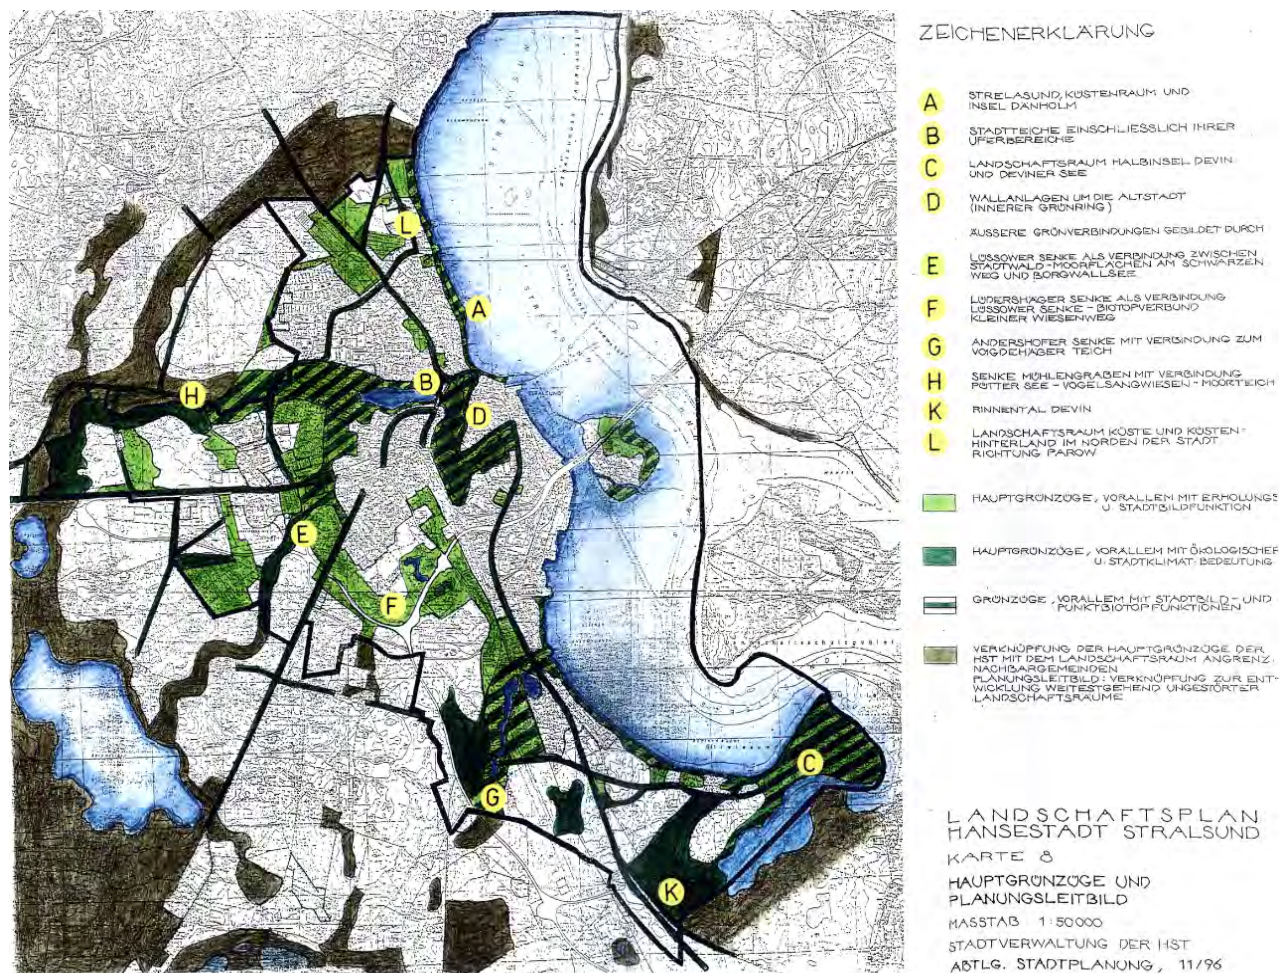 ZEICHENERKLÄRUNG
A STRELASUND, KÜSTENRAUM UND
INSEL DÄNHOLM
B STADTTEICHE EINSCHLIESSLICH IHRER
UFERBEREICHE
C LANDSCHAFTSRAUM HALBINSEL DEVIN
UND DEVINER SEE
D WALLANLAGEN UM DIE ALTSTADT
(INNERER GRÜNRING)
ÄUSSERE GRÜNVERBINDUNGEN GEBILDET DURCH
E LÜSSOWER SENKE ALS VERBINDUNG ZWISCHEN
STADTWALD-MOORFLÄCHEN AM SCHWARZEN
WEG UND BORGWALLSEE
F LÜDERSHÄGER SENKE ALS VERBINDUNG
LÜSSOWER SENKE - BIOTOPVERBUND
KLEINER WIESENWEG
G ANDERSHOFER SENKE MIT VERBINDUNG ZUM
VOIGDEHÄGER TEICH
H SENKE MÜHLENGRABEN MIT VERBINDUNG
PÜTTER SEE - VOGELSANGWIESEN - MOORTEICH
K RINNENTAL DEVIN
L LANDSCHAFTSRAUM KÜSTE UND KÜSTEN-
HINTERLAND IM NORDEN DER STADT
RICHTUNG PAROW
HAUPTGRÜNZÜGE, VORALLEM MIT ERHOLUNGS
U. STADTBILDFUNKTION
HAUPTGRÜNZÜGE, VORALLEM MIT ÖKOLOGISCHER
U. STADTKLIMAT. BEDEUTUNG
GRÜNZÜGE, VORALLEM MIT STADTBILD- UND
PUNKTBIOTOPFUNKTIONEN
VERKNÜPFUNG DER HAUPTGRÜNZÜGE DER
HST MIT DEM LANDSCHAFTSRAUM ANGRENZ.
NACHBARGEMEINDEN
PLANUNGSLEITBILD: VERKNÜPFUNG ZUR ENT-
WICKLUNG WEITESTGEHEND UNGESTÖRTER
LANDSCHAFTSRÄUME
LANDSCHAFTSPLAN
HANSESTADT STRALSUND
KARTE 8
HAUPTGRÜNZÜGE UND
PLANUNGSLEITBILD
MASSTAB 1:50000
STADTVERWALTUNG DER HST
ABTLG. STADTPLANUNG, 11/96
L
A
B
H
D
E
F
C
G
K
STRALSUND